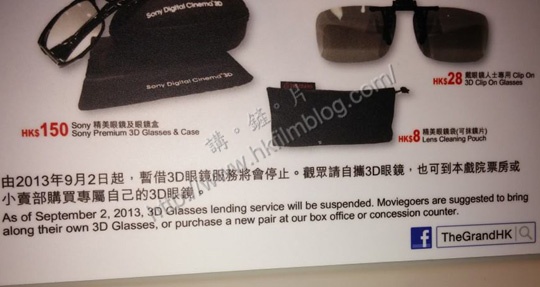 Sony Digital Cinema 3D
Sony Digital Cinema 3D
HK$150 Sony 精美眼鏡及眼鏡盒
Sony Premium 3D Glasses & Case
HK$28 戴眼鏡人士專用 Clip On
3D Clip On Glasses
HK$8 精美眼鏡袋(可抹鏡片)
Lens Cleaning Pouch
講。鏟。片
http://www.hkfilmblog.com/
由2013年9月2日起，暫借3D眼鏡服務將會停止。觀眾請自攜3D眼鏡，也可到本戲院票房或
小賣部購買專屬自己的3D眼鏡。
As of September 2, 2013, 3D Glasses lending service will be suspended. Moviegoers are suggested to bring
along their own 3D Glasses, or purchase a new pair at our box office or concession counter.
f TheGrandHK